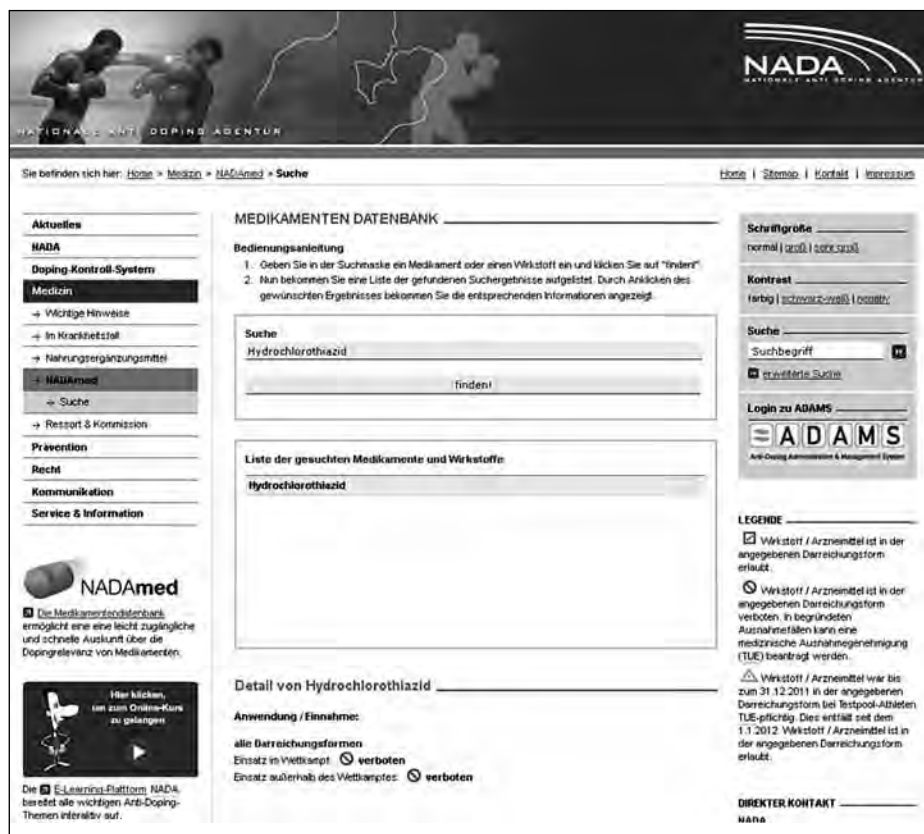 NADA
NATIONALE ANTI DOPING AGENTUR
NATIONALE ANTI DOPING AGENTUR
Sie befinden sich hier: Home » Medizin » NADAmed » Suche
Home | Sitemap | Kontakt | Impressum
Aktuelles
NADA
Doping-Kontroll-System
Medizin
→ Wichtige Hinweise
→ Im Krankheitsfall
→ Nahrungsergänzungsmittel
→ NADAmed
→ Suche
→ Ressort & Kommission
Prävention
Recht
Kommunikation
Service & Information
NADAmed
Die Medikamentendatenbank
ermöglicht eine eine leicht zugängliche
und schnelle Auskunft über die
Dopingrelevanz von Medikamenten.
Hier klicken,
um zum Online-Kurs
zu gelangen
Die E-Learning-Plattform NADA
bereitet alle wichtigen Anti-Doping-
Themen interaktiv auf.
MEDIKAMENTEN DATENBANK
Bedienungsanleitung
1. Geben Sie in der Suchmaske ein Medikament oder einen Wirkstoff ein und klicken Sie auf "finden!".
2. Nun bekommen Sie eine Liste der gefundenen Suchergebnisse aufgelistet. Durch Anklicken des
gewünschten Ergebnisses bekommen Sie die entsprechenden Informationen angezeigt.
Suche
Hydrochlorothiazid
finden!
Liste der gesuchten Medikamente und Wirkstoffe
Hydrochlorothiazid
Detail von Hydrochlorothiazid
Anwendung / Einnahme:
alle Darreichungsformen
Einsatz im Wettkampf: verboten
Einsatz außerhalb des Wettkampfes: verboten
Schriftgröße
normal | groß | sehr groß
Kontrast
farbig | schwarz-weiß | negativ
Suche
Suchbegriff
erweiterte Suche
Login zu ADAMS
ADAMS
Anti-Doping Administration & Management System
LEGENDE
Wirkstoff / Arzneimittel ist in der
angegebenen Darreichungsform
erlaubt.
Wirkstoff / Arzneimittel ist in der
angegebenen Darreichungsform
verboten. In begründeten
Ausnahmefällen kann eine
medizinische Ausnahmegenehmigung
(TUE) beantragt werden.
Wirkstoff / Arzneimittel war bis
zum 31.12.2011 in der angegebenen
Darreichungsform bei Testpool-Athleten
TUE-pflichtig. Dies entfällt seit dem
1.1.2012. Wirkstoff / Arzneimittel ist in
der angegebenen Darreichungsform
erlaubt.
DIREKTER KONTAKT
NADA